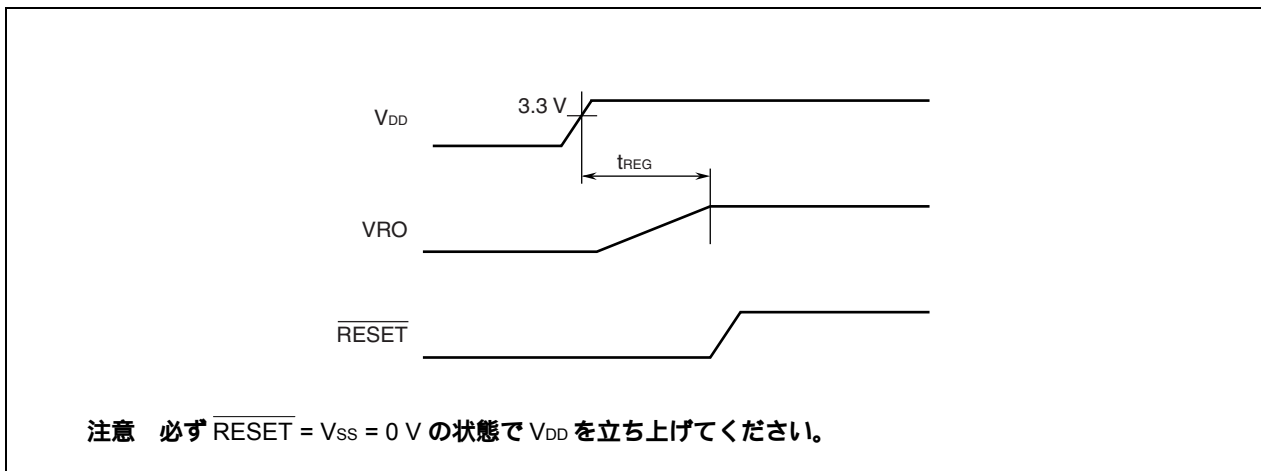 3.3 V
VDD
tREG
VRO
RESET
注意 必ず RESET = VSS = 0 V の状態で VDD を立ち上げてください。